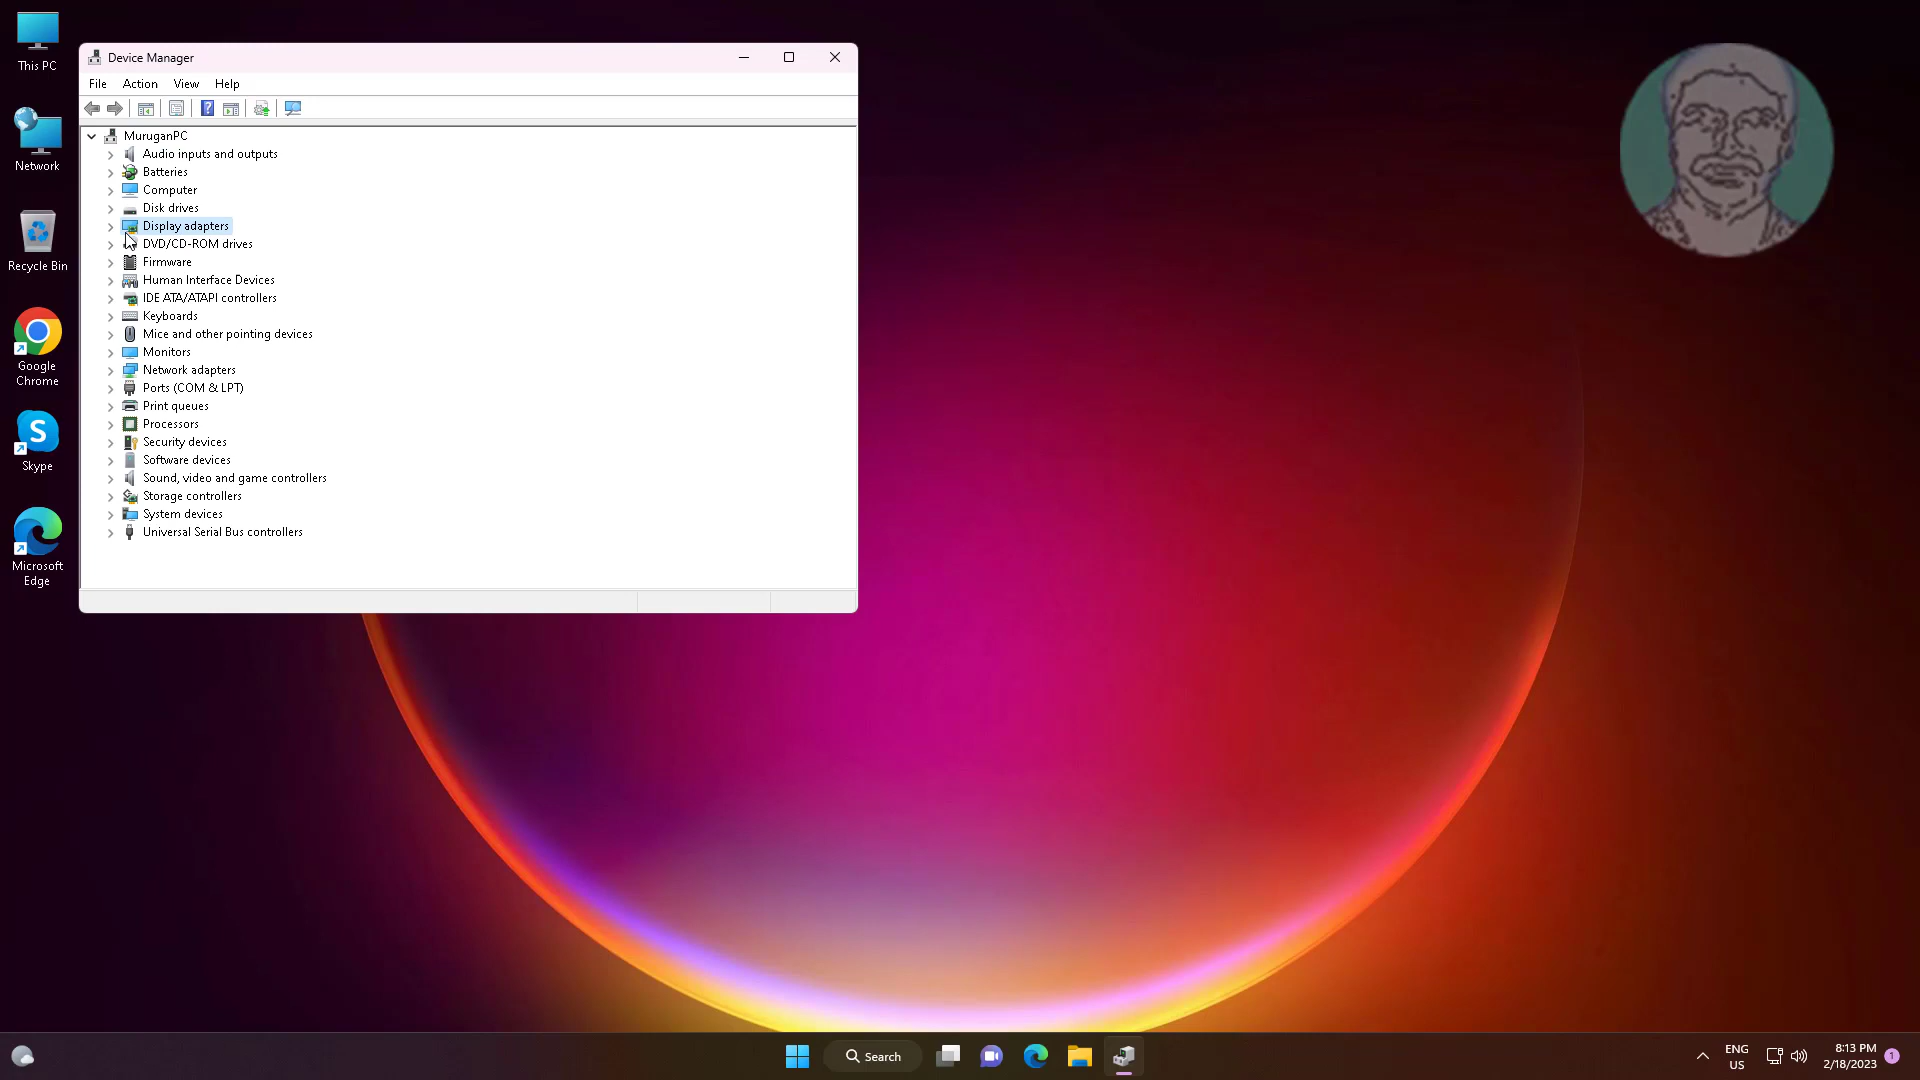 This PC
Network
Recycle Bin
Google
Chrome
S
Skype
Microsoft
Edge
Device Manager
File Action View Help
?
MuruganPC
Audio inputs and outputs
Batteries
Computer
Disk drives
Display adapters
DVD/CD-ROM drives
Firmware
Human Interface Devices
IDE ATA/ATAPI controllers
Keyboards
Mice and other pointing devices
Monitors
Network adapters
Ports (COM & LPT)
Print queues
Processors
Security devices
Software devices
Sound, video and game controllers
Storage controllers
System devices
Universal Serial Bus controllers
Search
ENG
US
8:13 PM
2/18/2023
1